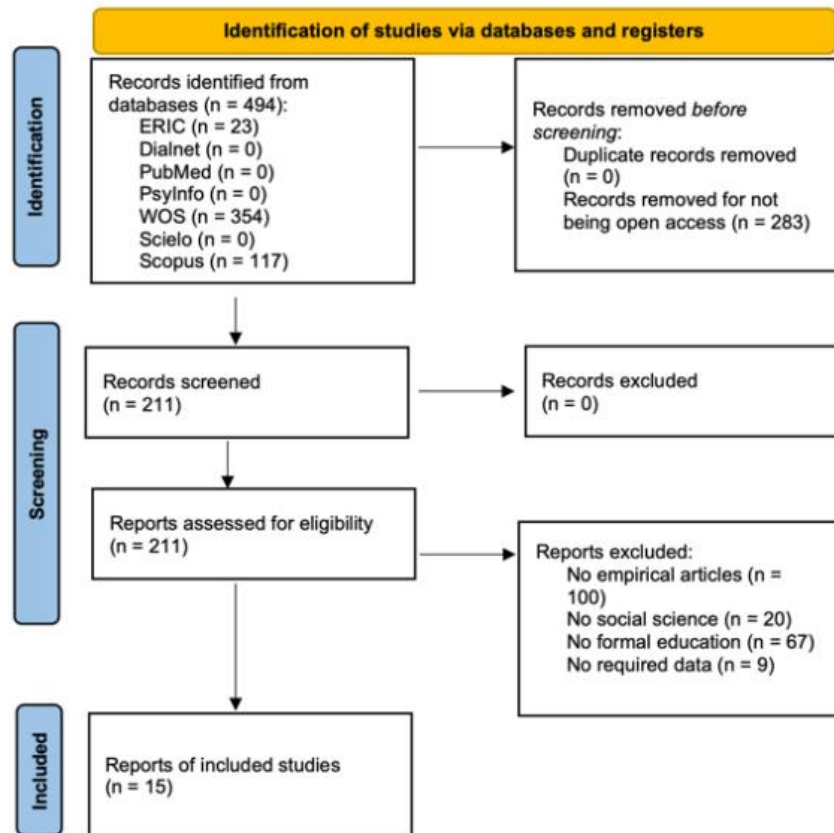 Identification of studies via databases and registers
Identification
Records identified from
databases (n = 494):
ERIC (n = 23)
Dialnet (n = 0)
PubMed (n = 0)
PsyInfo (n = 0)
WOS (n = 354)
Scielo (n = 0)
Scopus (n = 117)
Records removed before
screening:
Duplicate records removed
(n = 0)
Records removed for not
being open access (n = 283)
Screening
Records screened
(n = 211)
Records excluded
(n = 0)
Reports assessed for eligibility
(n = 211)
Reports excluded:
No empirical articles (n =
100)
No social science (n = 20)
No formal education (n = 67)
No required data (n = 9)
Included
Reports of included studies
(n = 15)